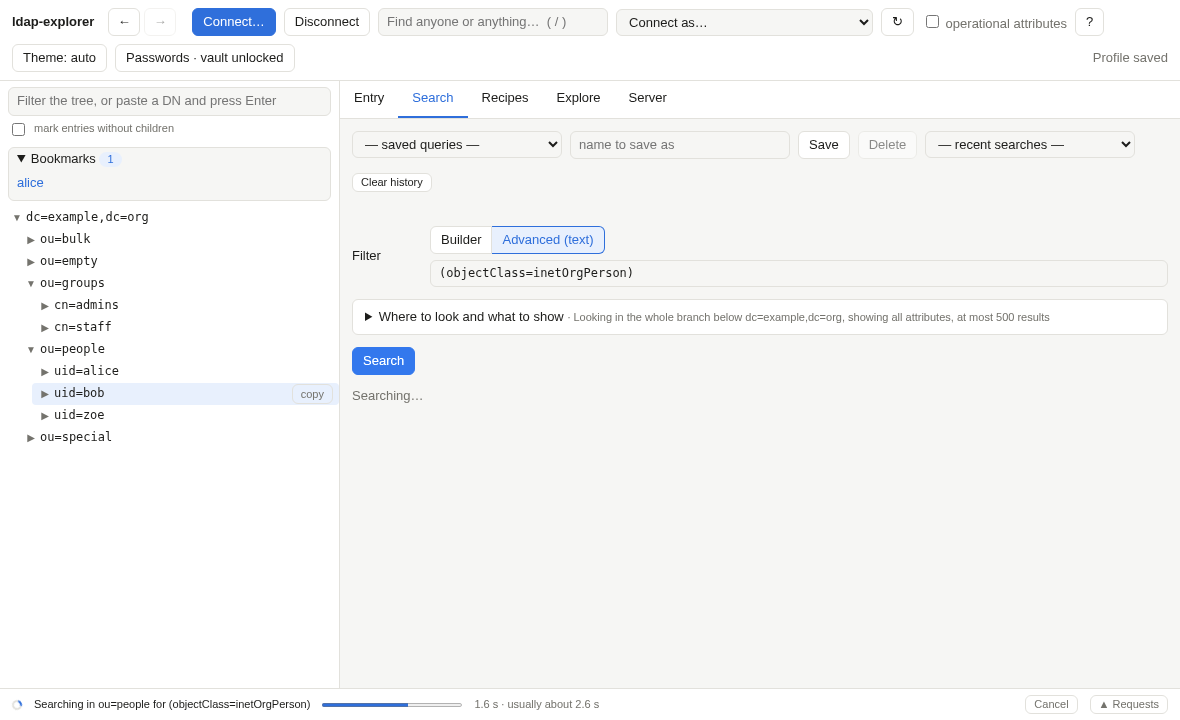 ldap-explorer ← → Connect… Disconnect Find anyone or anything… ( / ) Connect as… ↻ operational attributes ?
Theme: auto Passwords · vault unlocked Profile saved
Filter the tree, or paste a DN and press Enter
mark entries without children
▼ Bookmarks 1
alice
▼ dc=example,dc=org
▶ ou=bulk
▶ ou=empty
▼ ou=groups
▶ cn=admins
▶ cn=staff
▼ ou=people
▶ uid=alice
▶ uid=bob copy
▶ uid=zoe
▶ ou=special
Entry Search Recipes Explore Server
— saved queries — name to save as Save Delete — recent searches —
Clear history
Builder Advanced (text)
Filter
(objectClass=inetOrgPerson)
▶ Where to look and what to show · Looking in the whole branch below dc=example,dc=org, showing all attributes, at most 500 results
Search
Searching…
Searching in ou=people for (objectClass=inetOrgPerson) 1.6 s · usually about 2.6 s Cancel ▲ Requests